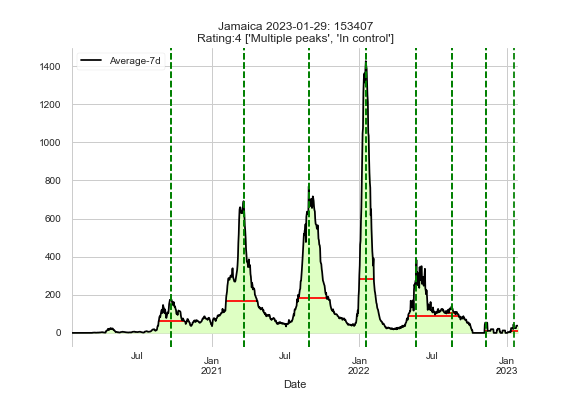 Jamaica 2023-01-29: 153407
Rating:4 ['Multiple peaks', 'In control']
Average-7d
1400
1200
1000
800
600
400
200
0
Jul
Jan
2021
Jul
Jan
2022
Jul
Jan
2023
Date